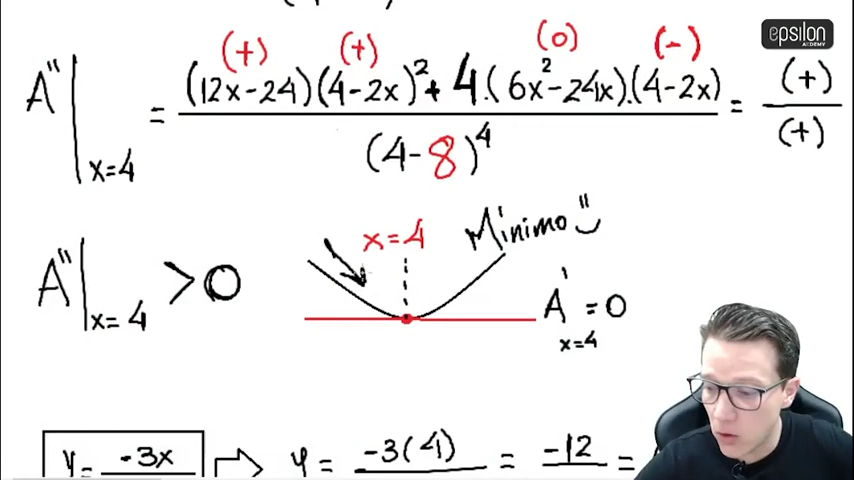 epsilon
ACADEMY
(+) (+) (0) (-)
A''|x=4 = (12x-24)(4-2x)²+4.(6x²-24x).(4-2x) / (4-8)⁴ = (+) / (+)
A''|x=4 > 0
x=4
Mínimo
A' = 0
x=4
y = -3x
y = -3(4) = -12 =